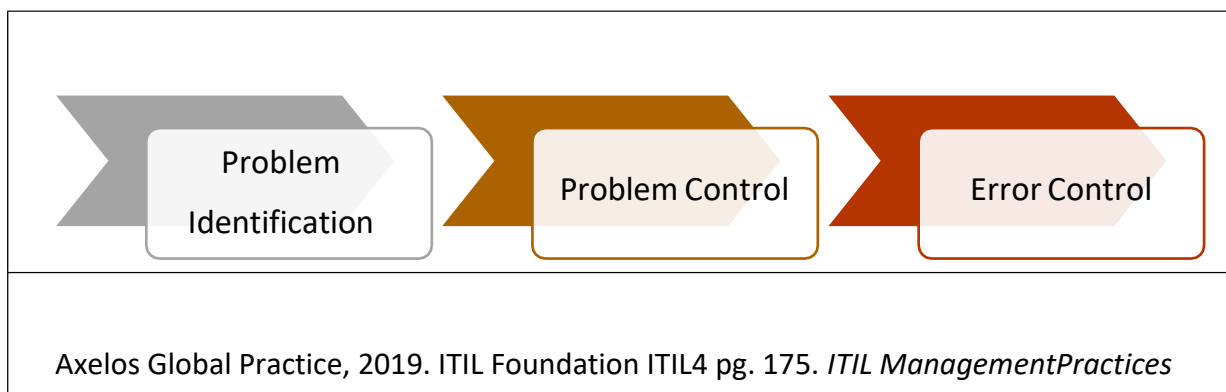 Problem
Identification
Problem Control
Error Control
Axelos Global Practice, 2019. ITIL Foundation ITIL4 pg. 175. ITIL ManagementPractices